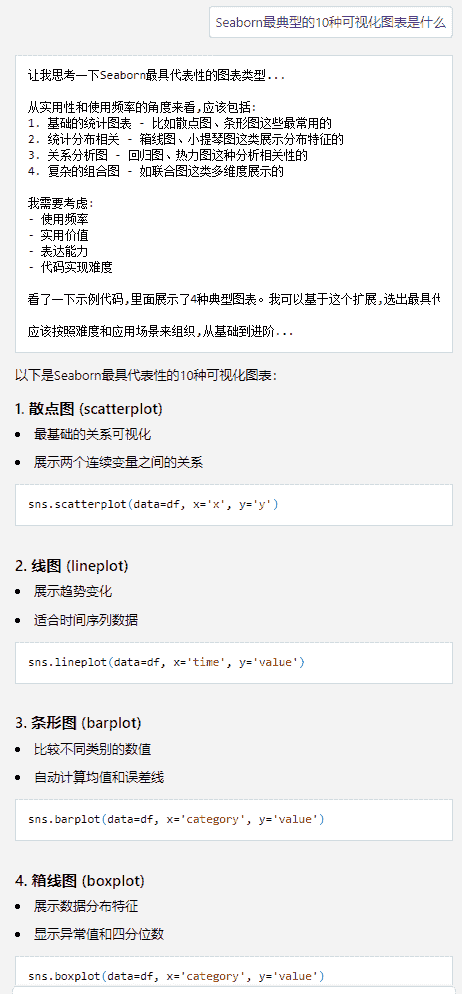 Seaborn最典型的10种可视化图表是什么
让我思考一下Seaborn最具代表性的图表类型...
从实用性和使用频率的角度来看,应该包括:
1. 基础的统计图表 - 比如散点图、条形图这些最常用的
2. 统计分布相关 - 箱线图、小提琴图这类展示分布特征的
3. 关系分析图 - 回归图、热力图这种分析相关性的
4. 复杂的组合图 - 如联合图这类多维度展示的
我需要考虑:
- 使用频率
- 实用价值
- 表达能力
- 代码实现难度
看了一下示例代码,里面展示了4种典型图表。我可以基于这个扩展,选出最具代
应该按照难度和应用场景来组织,从基础到进阶...
以下是Seaborn最具代表性的10种可视化图表：
1. 散点图 (scatterplot)
• 最基础的关系可视化
• 展示两个连续变量之间的关系
sns.scatterplot(data=df, x='x', y='y')
2. 线图 (lineplot)
• 展示趋势变化
• 适合时间序列数据
sns.lineplot(data=df, x='time', y='value')
3. 条形图 (barplot)
• 比较不同类别的数值
• 自动计算均值和误差线
sns.barplot(data=df, x='category', y='value')
4. 箱线图 (boxplot)
• 展示数据分布特征
• 显示异常值和四分位数
sns.boxplot(data=df, x='category', y='value')